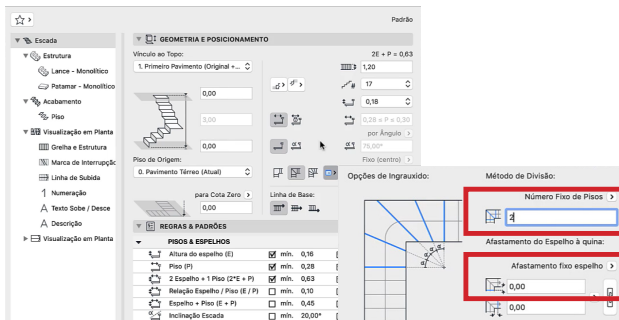 Padrão
Escada
Estrutura
Lance - Monolítico
Patamar - Monolítico
Acabamento
Piso
Visualização em Planta
Grelha e Estrutura
Marca de Interrupção
Linha de Subida
1 Numeração
A Texto Sobe / Desce
A Descrição
Visualização em Planta
GEOMETRIA E POSICIONAMENTO
Vínculo ao Topo:
2E + P = 0,63
1. Primeiro Pavimento (Original +...
1,20
0,00
17
0,18
3,00
0,28 ≤ P ≤ 0,30
por Ângulo
0,00
78,00°
Piso de Origem:
Fixo (centro)
0. Pavimento Térreo (Atual)
para Cota Zero
Linha de Base:
0,00
REGRAS & PADRÕES
PISOS & ESPELHOS
Altura do espelho (E) mín. 0,16
Piso (P) mín. 0,28
2 Espelho + 1 Piso (2*E + P) mín. 0,63
Relação Espelho / Piso (E / P) mín. 0,10
Espelho + Piso (E + P) mín. 0,45
Inclinação Escada mín. 20,00°
Opções de Ingrauxido:
α
α
α
α
Método de Divisão:
Número Fixo de Pisos
2
Afastamento do Espelho à quina:
Afastamento fixo espelho
0,00
0,00